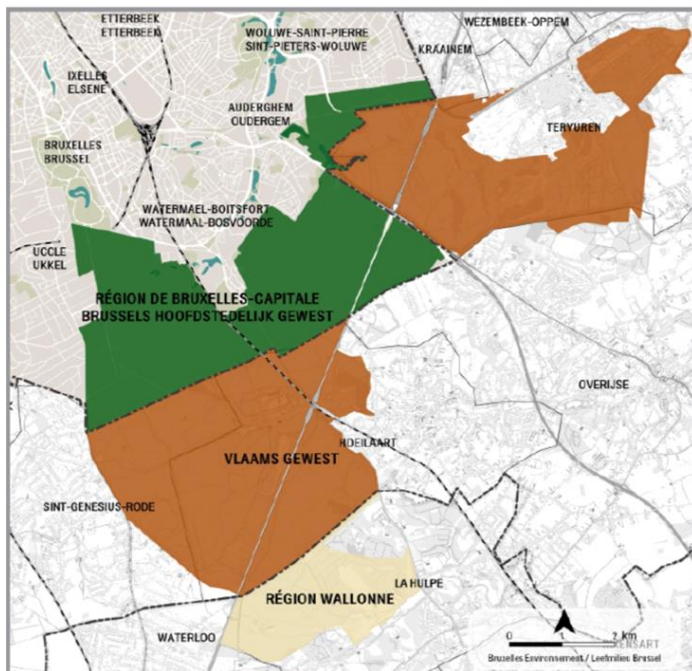 ETTERBEEK
ETTERBEEK
WOLUWE-SAINT-PIERRE
SINT-PIETERS-WOLUWE
WEZEMBEEK-OPPEM
KRAAINEM
IXELLES
ELSENE
AUDERGHEM
OUDERGEM
TERVUREN
BRUXELLES
BRUSSEL
WATERMAEL-BOITSFORT
WATERMAAL-BOSVOORDE
UCCLE
UKKEL
RÉGION DE BRUXELLES-CAPITALE
BRUSSELS HOOFDSTEDELIJK GEWEST
OVERIJSE
HOEILAART
VLAAMS GEWEST
SINT-GENESIUS-RODE
LA HULPE
RÉGION WALLONNE
WATERLOO
0 1 2 km
Bruxelles Environnement / Leefmilieu Brussel